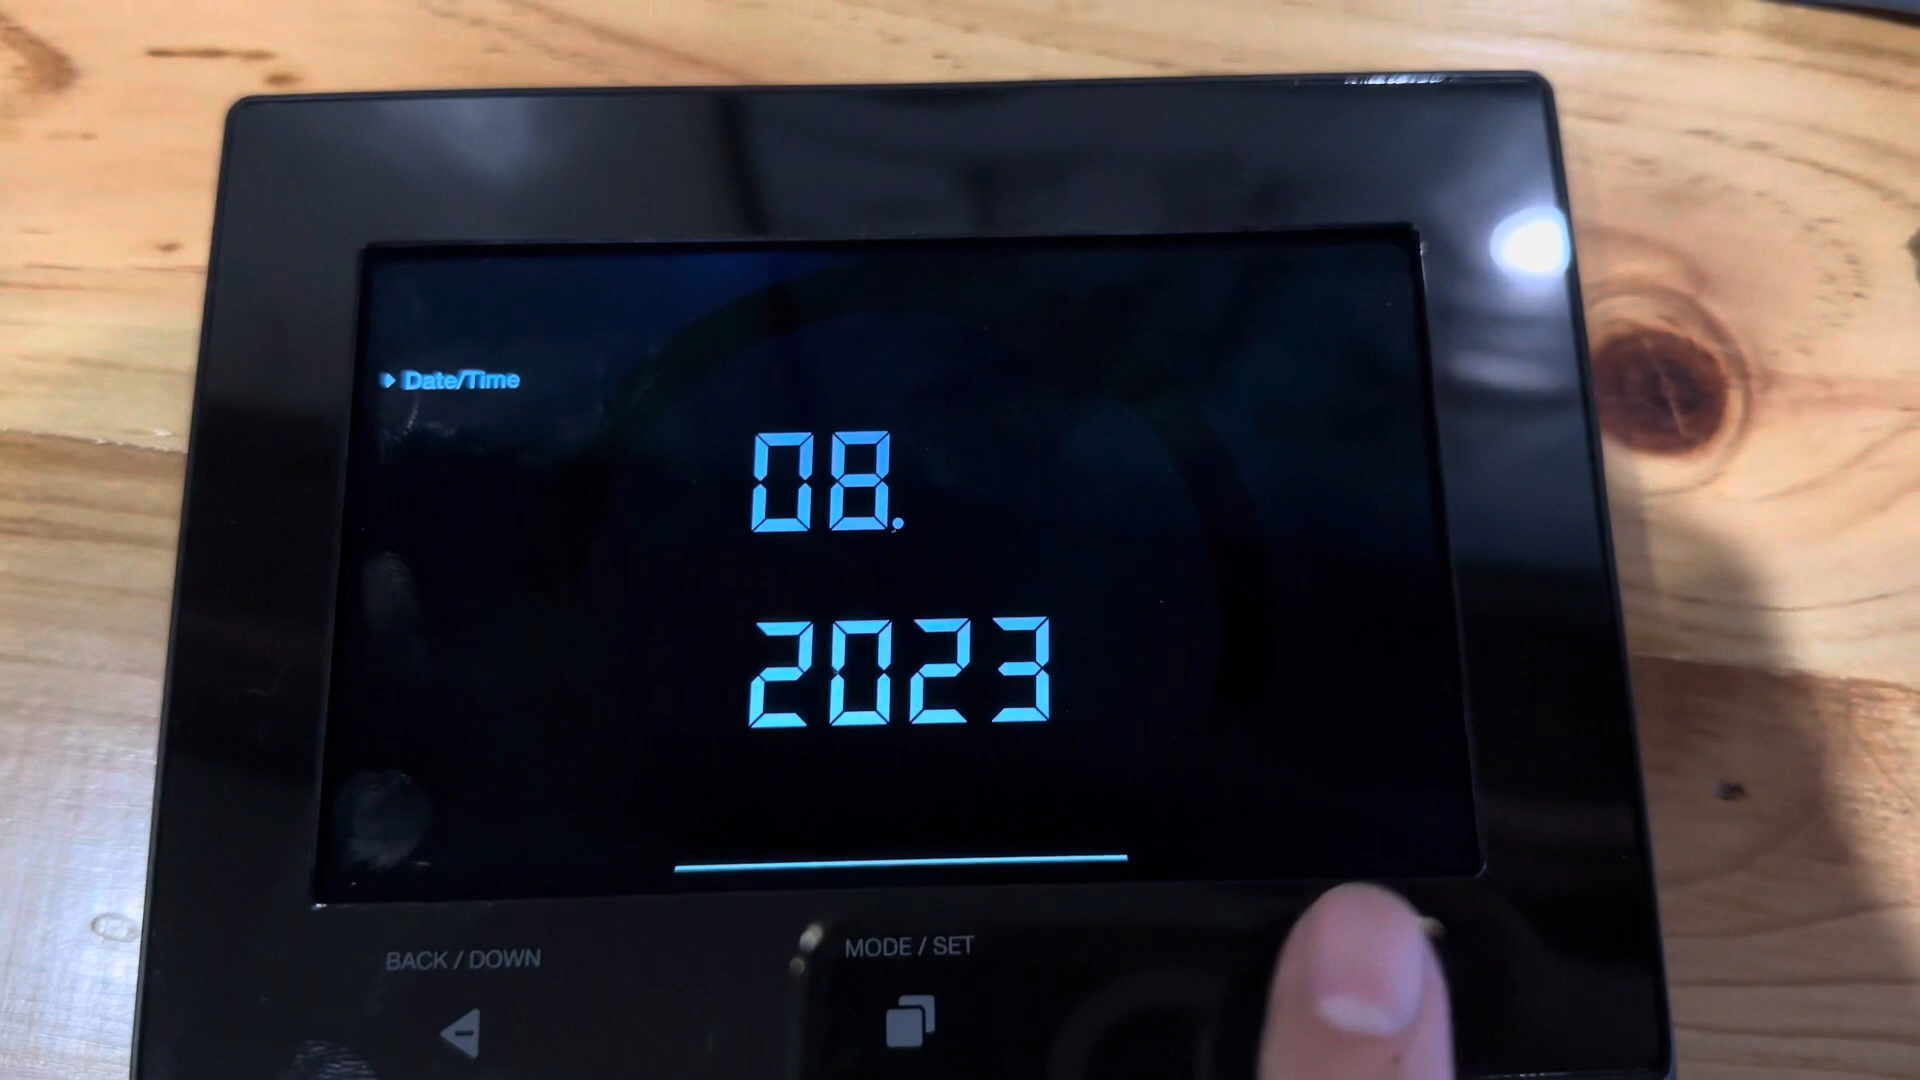 Date/Time
08.
2023
BACK / DOWN
MODE / SET